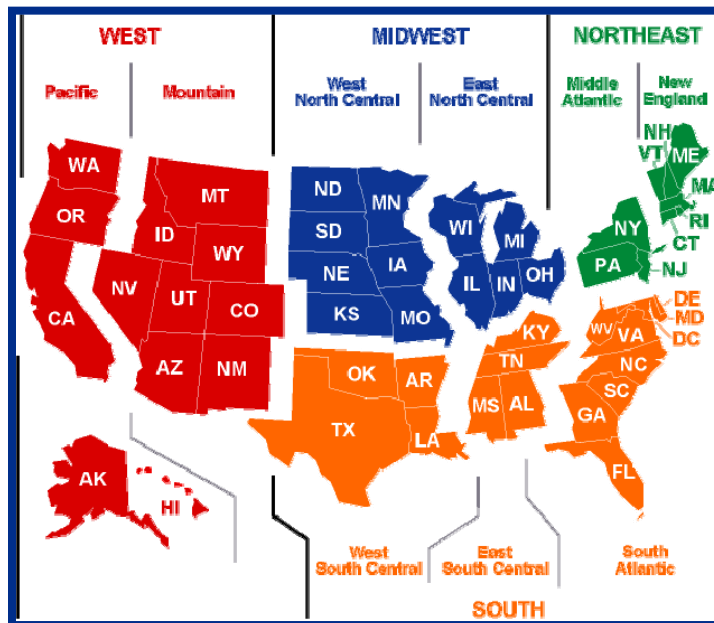 WEST
MIDWEST
NORTHEAST
Pacific
Mountain
West
North Central
East
North Central
Middle
Atlantic
New
England
WA
OR
CA
MT
ID
WY
NV
UT
CO
AZ
NM
AK
HI
ND
SD
NE
KS
MN
IA
MO
WI
MI
IL
IN
OH
NH
VT
ME
MA
RI
CT
NY
PA
NJ
OK
AR
TX
LA
KY
TN
MS
AL
DE
MD
DC
WV
VA
NC
SC
GA
FL
West
South Central
East
South Central
South
Atlantic
SOUTH